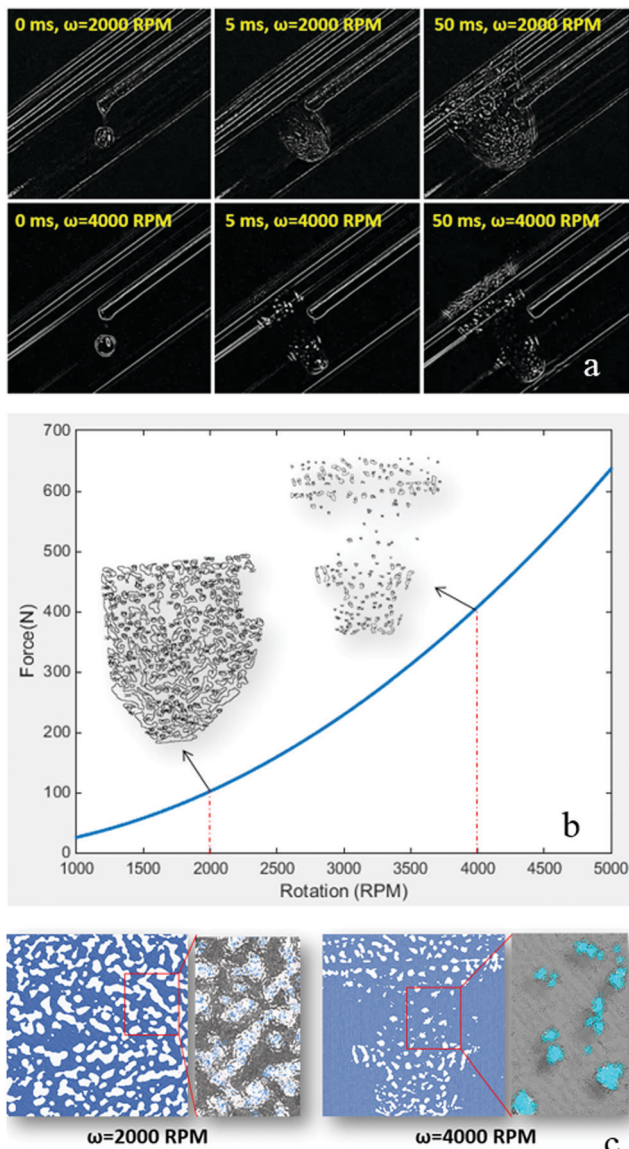 0 ms, ω=2000 RPM
5 ms, ω=2000 RPM
50 ms, ω=2000 RPM
0 ms, ω=4000 RPM
5 ms, ω=4000 RPM
50 ms, ω=4000 RPM
a
700
600
500
400
300
200
100
0
Force(N)
1000 1500 2000 2500 3000 3500 4000 4500 5000
Rotation (RPM)
b
ω=2000 RPM
ω=4000 RPM
c